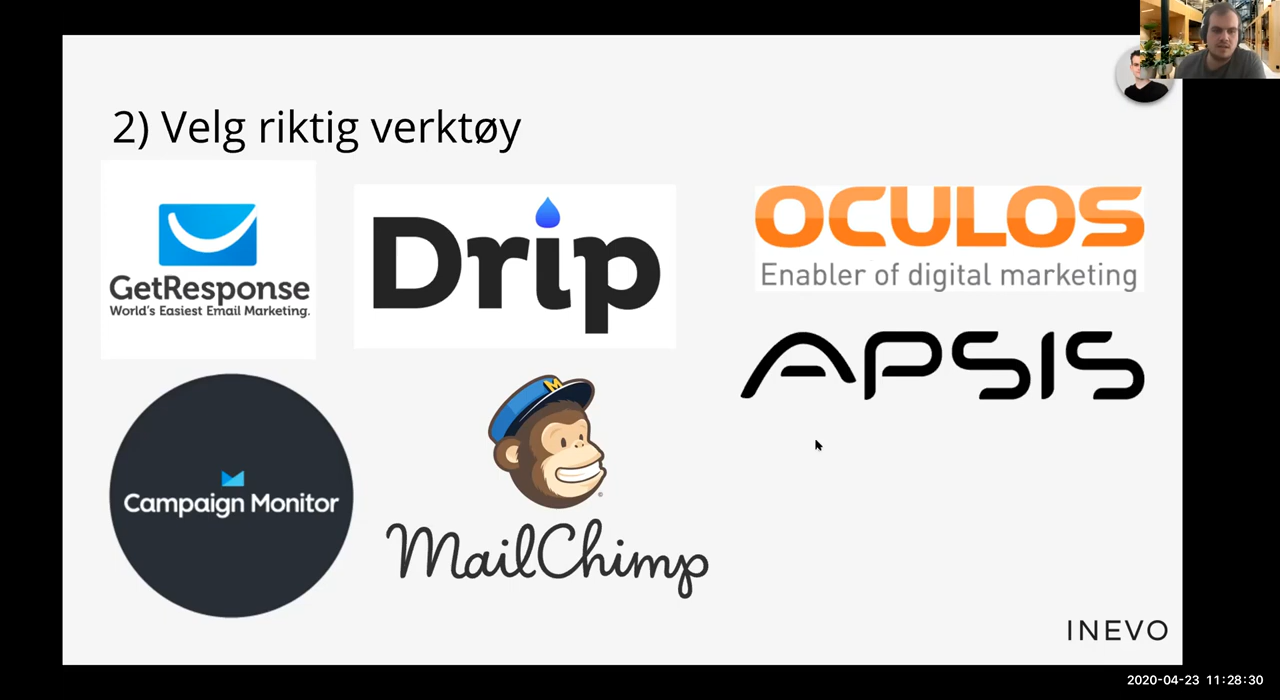 2) Velg riktig verktøy
GetResponse
World's Easiest Email Marketing.
Drip
OCULOS
Enabler of digital marketing
APSIS
Campaign Monitor
M
MailChimp
®
INEVO
2020-04-23 11:28:30